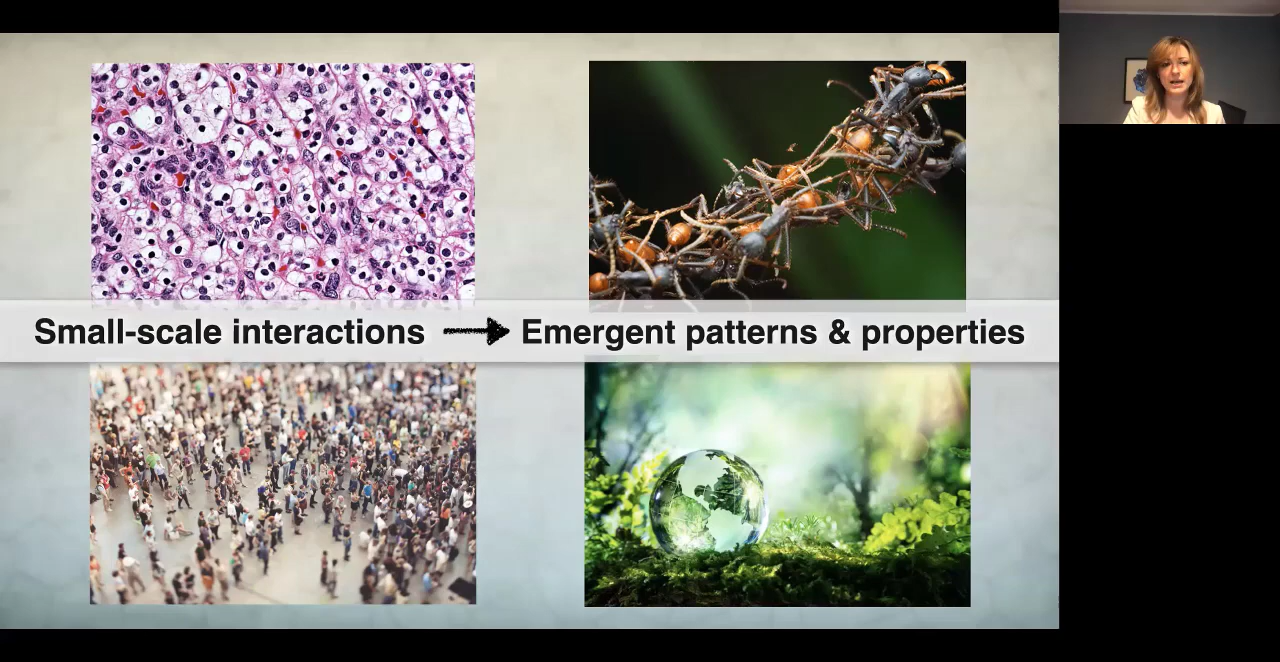 Small-scale interactions → Emergent patterns & properties